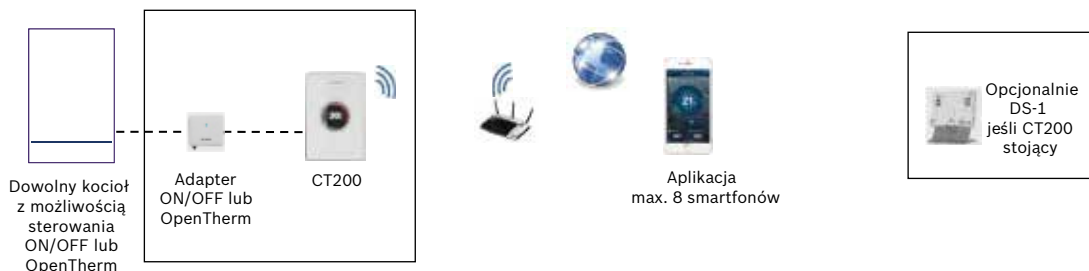 Dowolny kocioł
z możliwością
sterowania
ON/OFF lub
OpenTherm
Adapter
ON/OFF lub
OpenTherm
CT200
21
Aplikacja
max. 8 smartfonów
Opcjonalnie
DS-1
jeśli CT200
stojący